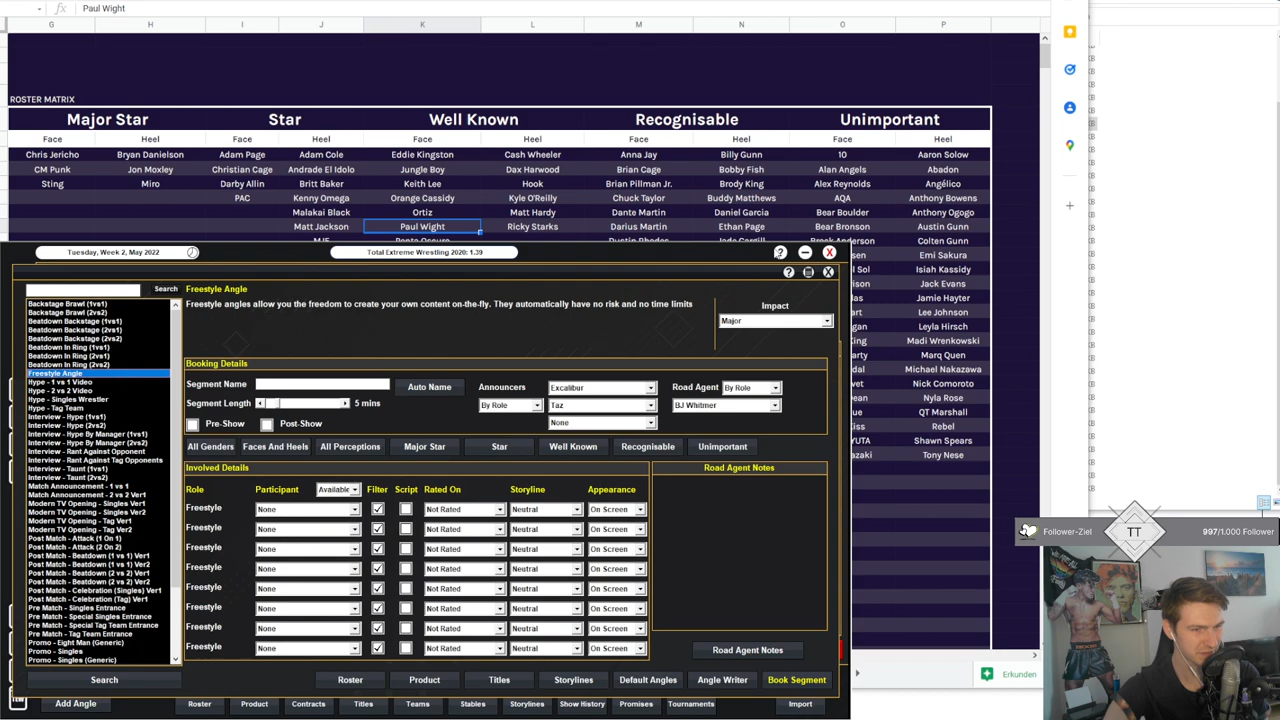 Paul Wight
G H I J K L M N O P
ROSTER MATRIX
Major Star Star Well Known Recognisable Unimportant
Face Heel Face Heel Face Heel Face Heel Face Heel
Chris Jericho Bryan Danielson Adam Page Adam Cole Eddie Kingston Cash Wheeler Anna Jay Billy Gunn 10 Aaron Solow
CM Punk Jon Moxley Christian Cage Andrade El Idolo Jungle Boy Dax Harwood Brian Cage Bobby Fish Alan Angels Abadon
Sting Miro Darby Allin Britt Baker Keith Lee Hook Brian Pillman Jr. Brody King Alex Reynolds Angélico
PAC Kenny Omega Orange Cassidy Kyle O'Reilly Chuck Taylor Buddy Matthews AQA Anthony Bowens
Malakai Black Ortiz Matt Hardy Dante Martin Daniel Garcia Bear Boulder Anthony Ogogo
Matt Jackson Paul Wight Ricky Starks Darius Martin Ethan Page Bear Bronson Austin Gunn
Colten Gunn
Emi Sakura
Isiah Kassidy
Jack Evans
Jamie Hayter
Lee Johnson
Leyla Hirsch
Madi Wrenkowski
Marq Quen
Michael Nakazawa
Nick Comoroto
Nyla Rose
QT Marshall
Rebel
Shawn Spears
Tony Nese
Tuesday, Week 2, May 2022 Total Extreme Wrestling 2020: 1.39
Search Freestyle Angle
Freestyle angles allow you the freedom to create your own content on-the-fly. They automatically have no risk and no time limits
Impact
Major
Backstage Brawl (1vs1)
Backstage Brawl (2vs2)
Beatdown Backstage (1vs1)
Beatdown Backstage (2vs1)
Beatdown Backstage (2vs2)
Beatdown In Ring (1vs1)
Beatdown In Ring (2vs1)
Beatdown In Ring (2vs2)
Freestyle Angle
Hype - 1 vs 1 Video
Hype - 2 vs 2 Video
Hype - Singles Wrestler
Hype - Tag Team
Interview - Hype (1vs1)
Interview - Hype (2vs2)
Interview - Hype By Manager (1vs1)
Interview - Hype By Manager (2vs2)
Interview - Rant Against Opponent
Interview - Rant Against Tag Opponents
Interview - Taunt (1vs1)
Interview - Taunt (2vs2)
Match Announcement - 1 vs 1
Match Announcement - 2 vs 2 Ver1
Modern TV Opening - Singles Ver1
Modern TV Opening - Singles Ver2
Modern TV Opening - Tag Ver1
Modern TV Opening - Tag Ver2
Post Match - Attack (1 On 1)
Post Match - Attack (2 On 2)
Post Match - Beatdown (1 vs 1) Ver1
Post Match - Beatdown (1 vs 1) Ver2
Post Match - Beatdown (2 vs 2) Ver1
Post Match - Beatdown (2 vs 2) Ver2
Post Match - Celebration (Singles) Ver1
Post Match - Celebration (Tag) Ver1
Pre Match - Singles Entrance
Pre Match - Special Singles Entrance
Pre Match - Special Tag Team Entrance
Pre Match - Tag Team Entrance
Promo - Eight Man (Generic)
Promo - Singles
Promo - Singles (Generic)
Booking Details
Segment Name Auto Name Announcers Excalibur Road Agent By Role
Segment Length 5 mins By Role Taz BJ Whitmer
Pre-Show Post-Show None
All Genders Faces And Heels All Perceptions Major Star Star Well Known Recognisable Unimportant
Involved Details Road Agent Notes
Role Participant Available Filter Script Rated On Storyline Appearance
Freestyle None Not Rated Neutral On Screen
Freestyle None Not Rated Neutral On Screen
Freestyle None Not Rated Neutral On Screen
Freestyle None Not Rated Neutral On Screen
Freestyle None Not Rated Neutral On Screen
Freestyle None Not Rated Neutral On Screen
Freestyle None Not Rated Neutral On Screen
Freestyle None Not Rated Neutral On Screen
Road Agent Notes
Search Roster Product Titles Storylines Default Angles Angle Writer Book Segment
Add Angle Roster Product Contracts Titles Teams Stables Storylines Show History Promises Tournaments Import
Erkunden
Follower-Ziel TT 997/1.000 Follower